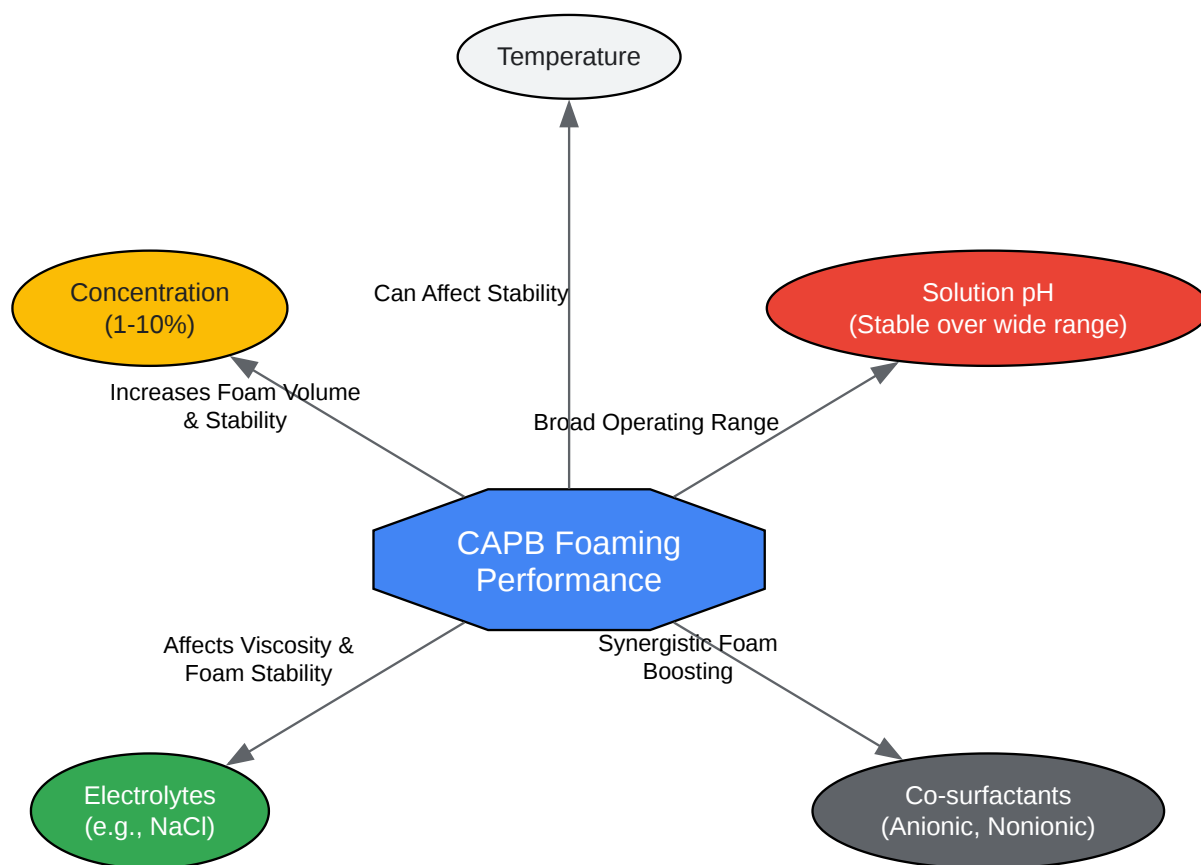 Temperature
Concentration
(1-10%)
Solution pH
(Stable over wide range)
Can Affect Stability
Increases Foam Volume
& Stability
Broad Operating Range
CAPB Foaming
Performance
Affects Viscosity &
Foam Stability
Synergistic Foam
Boosting
Electrolytes
(e.g., NaCl)
Co-surfactants
(Anionic, Nonionic)